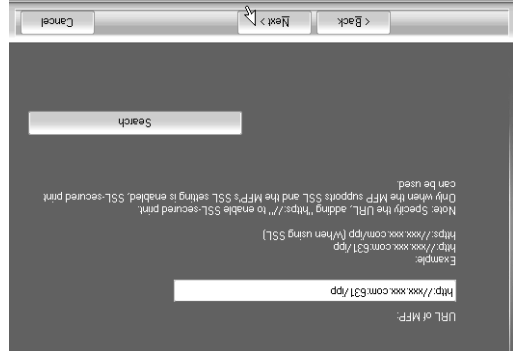 URL of MFP:
http://xxx.xxx.com:631/ipp
Example:
http://xxx.xxx.com:631/ipp
https://xxx.xxx.com/ipp (When using SSL)
Note: Specify the URL, adding "https://" to enable SSL-secured print.
Only when the MFP supports SSL and the MFP's SSL setting is enabled, SSL-secured print
can be used.
Search
< Back Next > Cancel